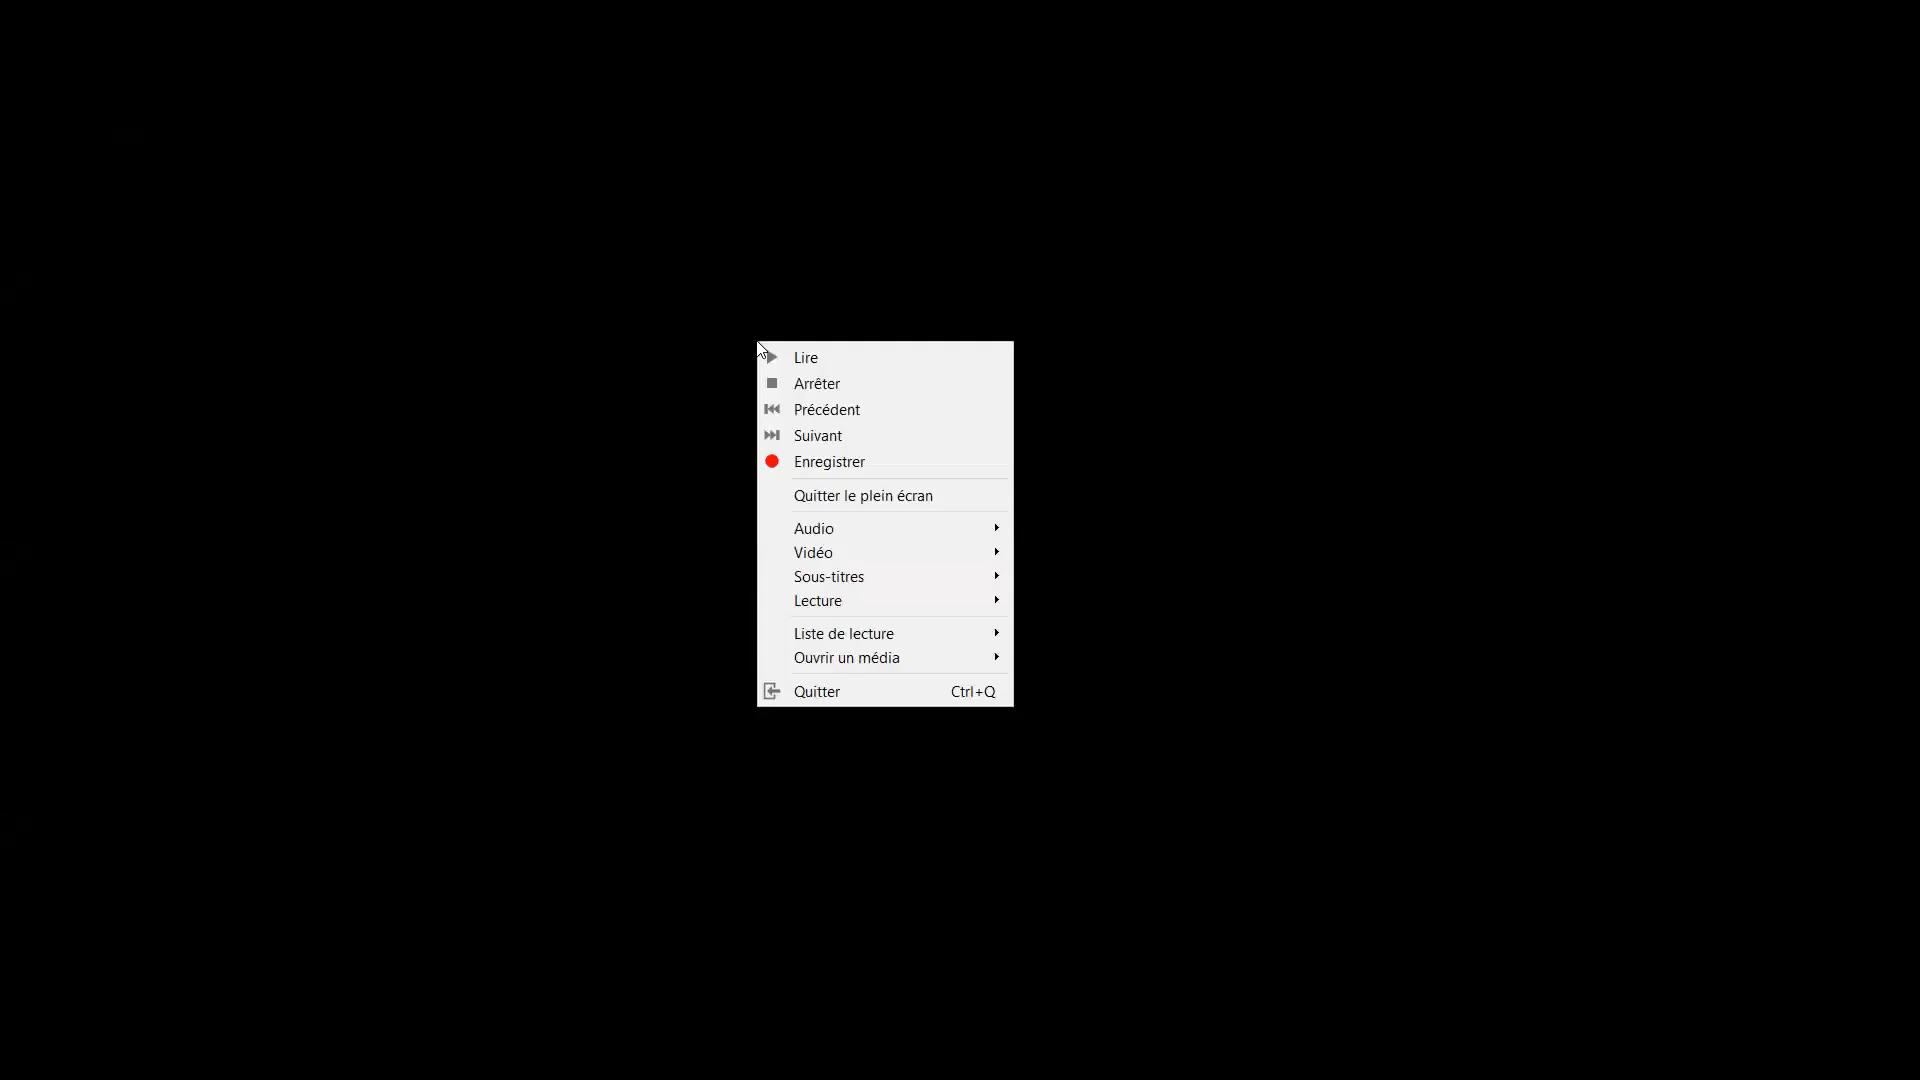 Lire
Arrêter
Précédent
Suivant
Enregistrer
Quitter le plein écran
Audio
Vidéo
Sous-titres
Lecture
Liste de lecture
Ouvrir un média
Quitter Ctrl+Q